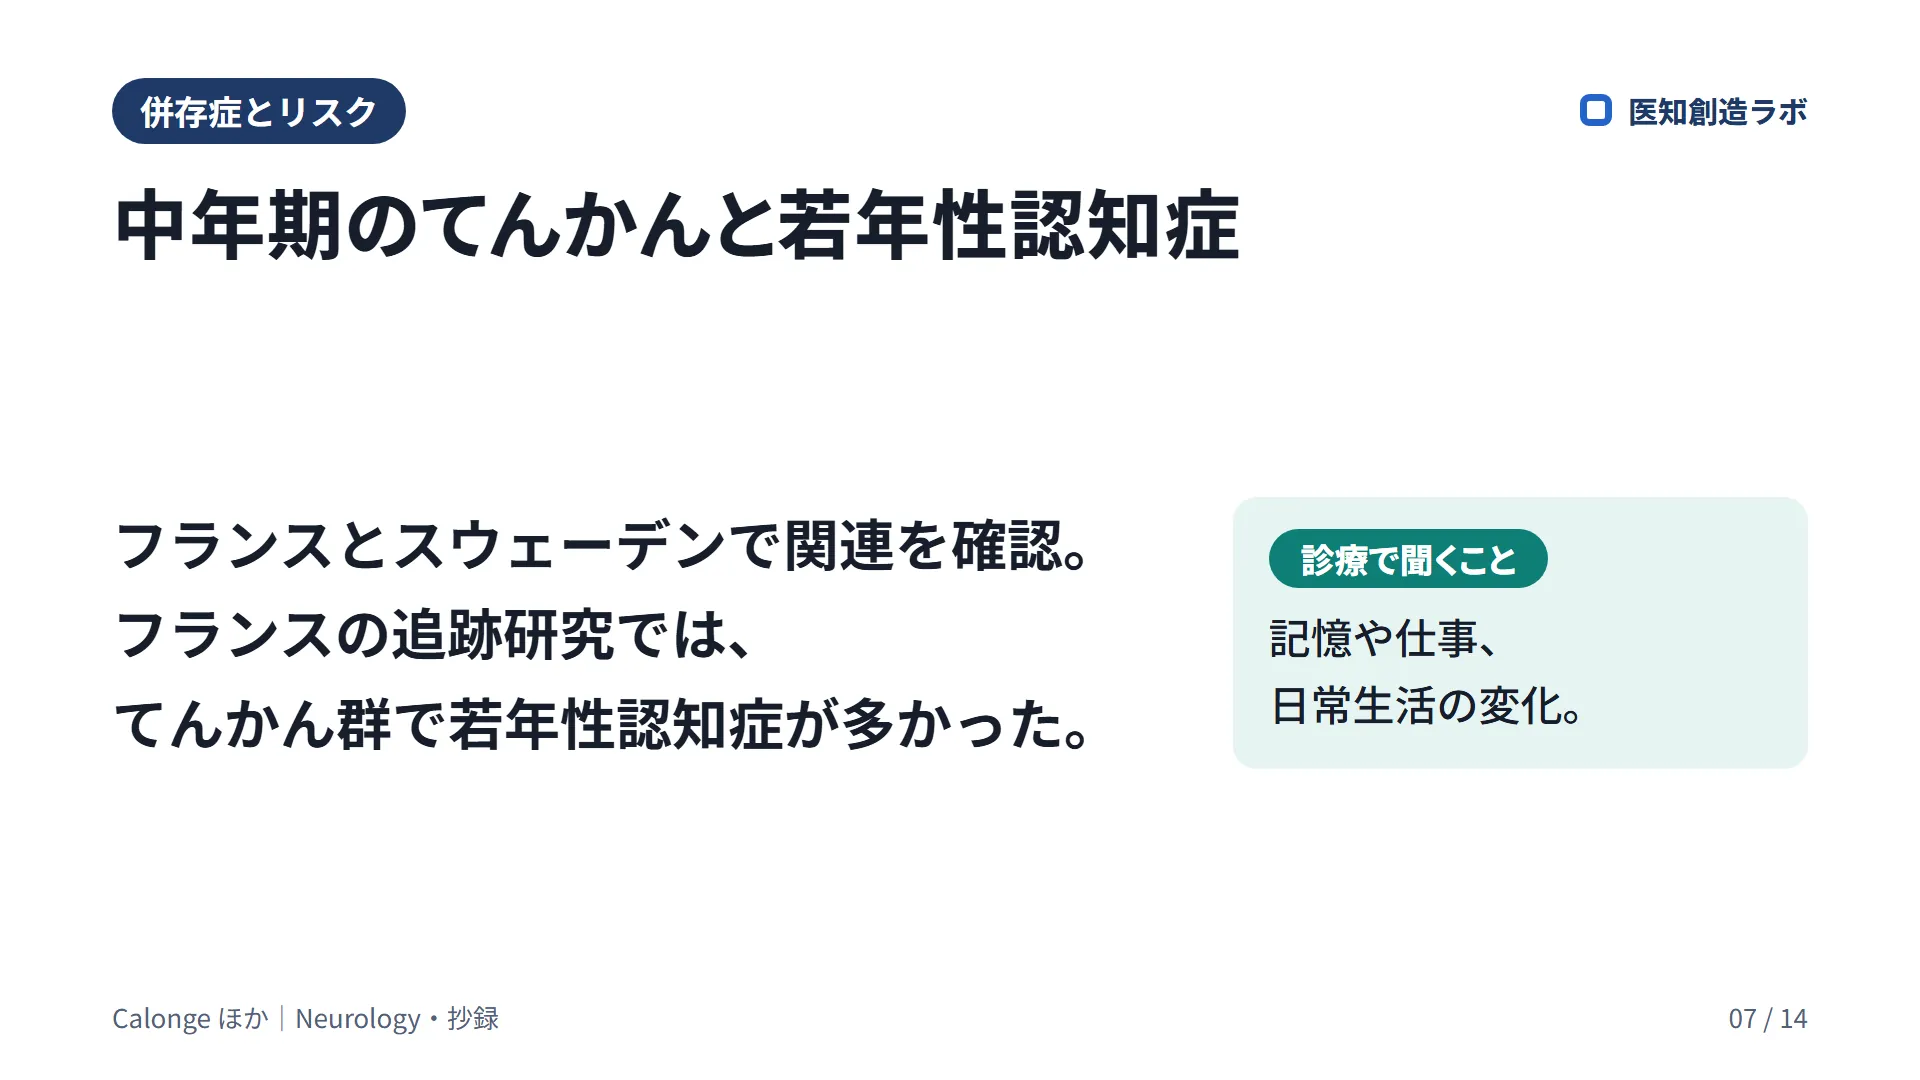 併存症とリスク
医知創造ラボ
中年期のてんかんと若年性認知症
フランスとスウェーデンで関連を確認。
フランスの追跡研究では、
てんかん群で若年性認知症が多かった。
診療で聞くこと
記憶や仕事、
日常生活の変化。
Calonge ほか｜Neurology・抄録
07 / 14